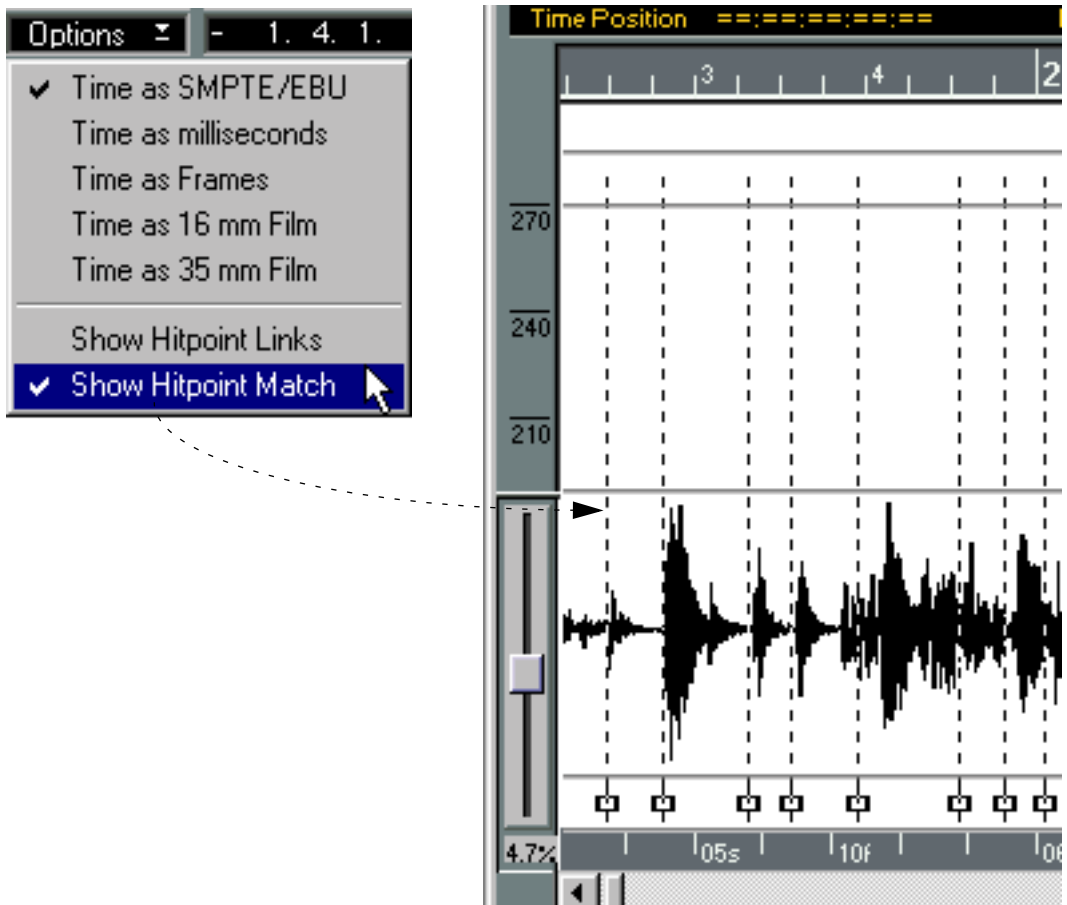 Options - 1. 4. 1.
Time as SMPTE/EBU
Time as milliseconds
Time as Frames
Time as 16 mm Film
Time as 35 mm Film
Show Hitpoint Links
Show Hitpoint Match
Time Position ==:==:==:==:==
3 4 2
270
240
210
4.7%
05s 10f 06